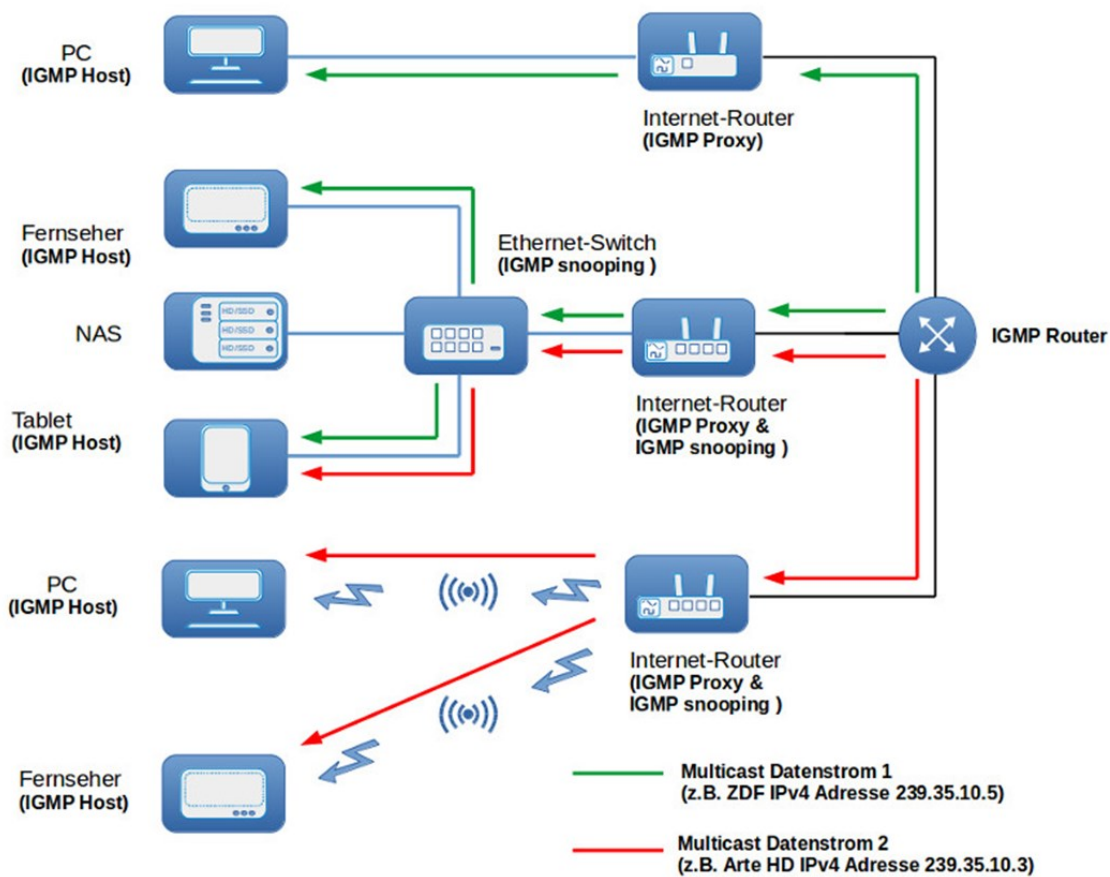 PC
(IGMP Host)
Internet-Router
(IGMP Proxy)
Fernseher
(IGMP Host)
Ethernet-Switch
(IGMP snooping )
NAS
HD/SSD
HD/SSD
HD/SSD
IGMP Router
Internet-Router
(IGMP Proxy &
IGMP snooping )
Tablet
(IGMP Host)
PC
(IGMP Host)
Internet-Router
(IGMP Proxy &
IGMP snooping )
Fernseher
(IGMP Host)
Multicast Datenstrom 1
(z.B. ZDF IPv4 Adresse 239.35.10.5)
Multicast Datenstrom 2
(z.B. Arte HD IPv4 Adresse 239.35.10.3)